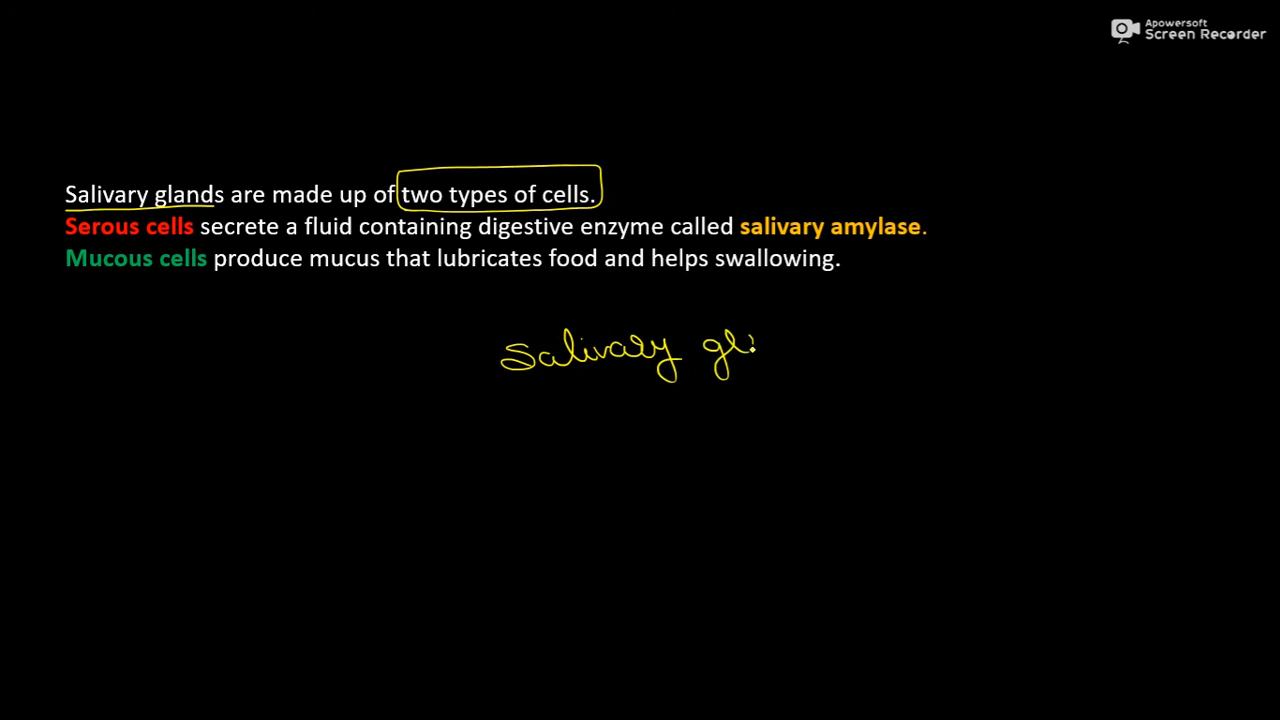 Apowersoft
Screen Recorder
Salivary glands are made up of two types of cells.
Serous cells secrete a fluid containing digestive enzyme called salivary amylase.
Mucous cells produce mucus that lubricates food and helps swallowing.
Salivary gl